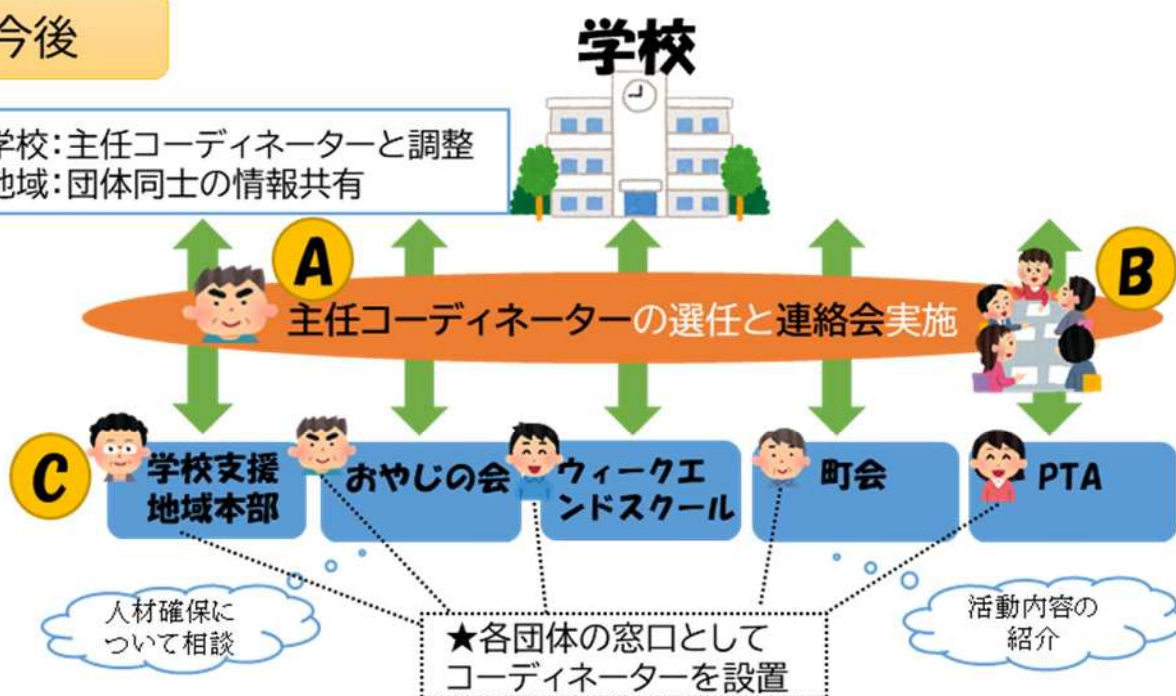 今後
学校
学校：主任コーディネーターと調整
地域：団体同士の情報共有
A
B
主任コーディネーターの選任と連絡会実施
C
学校支援
地域本部
おやじの会
ウィークエ
ンドスクール
町会
PTA
人材確保に
ついて相談
活動内容の
紹介
★各団体の窓口として
コーディネーターを設置